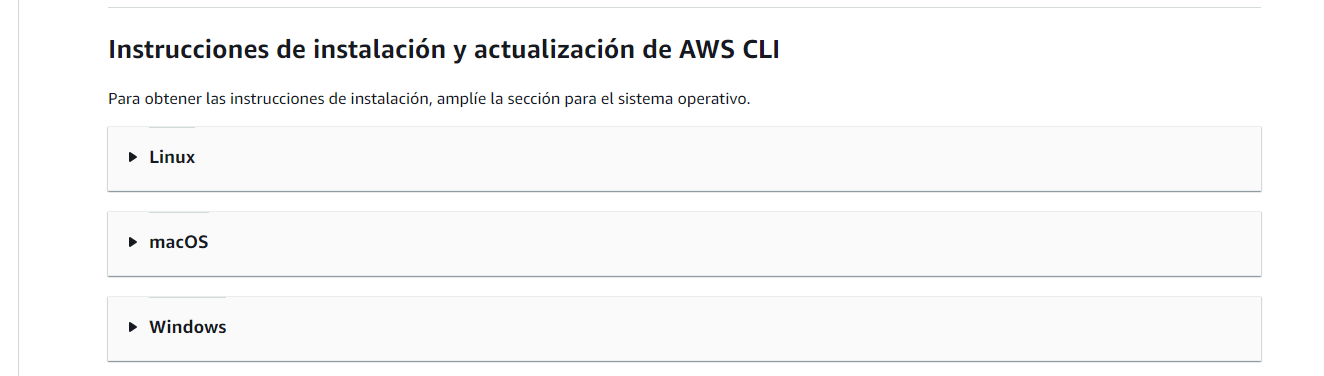 Instrucciones de instalación y actualización de AWS CLI
Para obtener las instrucciones de instalación, amplíe la sección para el sistema operativo.
Linux
macOS
Windows